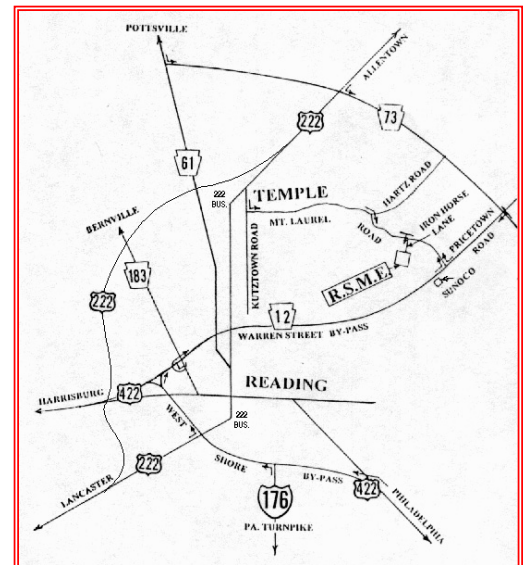 POTTSVILLE
ALLENTOWN
222
73
61
222
BUS.
TEMPLE
HARTZ ROAD
MT. LAUREL
ROAD
IRON HORSE
LANE
PRICETOWN
ROAD
SUNOCO
BERNVILLE
183
KUTZTOWN ROAD
R.S.M.E.
222
12
WARREN STREET BY-PASS
READING
HARRISBURG
422
WEST
222
BUS.
LANCASTER
222
SHORE
BY-PASS
176
422
PHILADELPHIA
PA. TURNPIKE